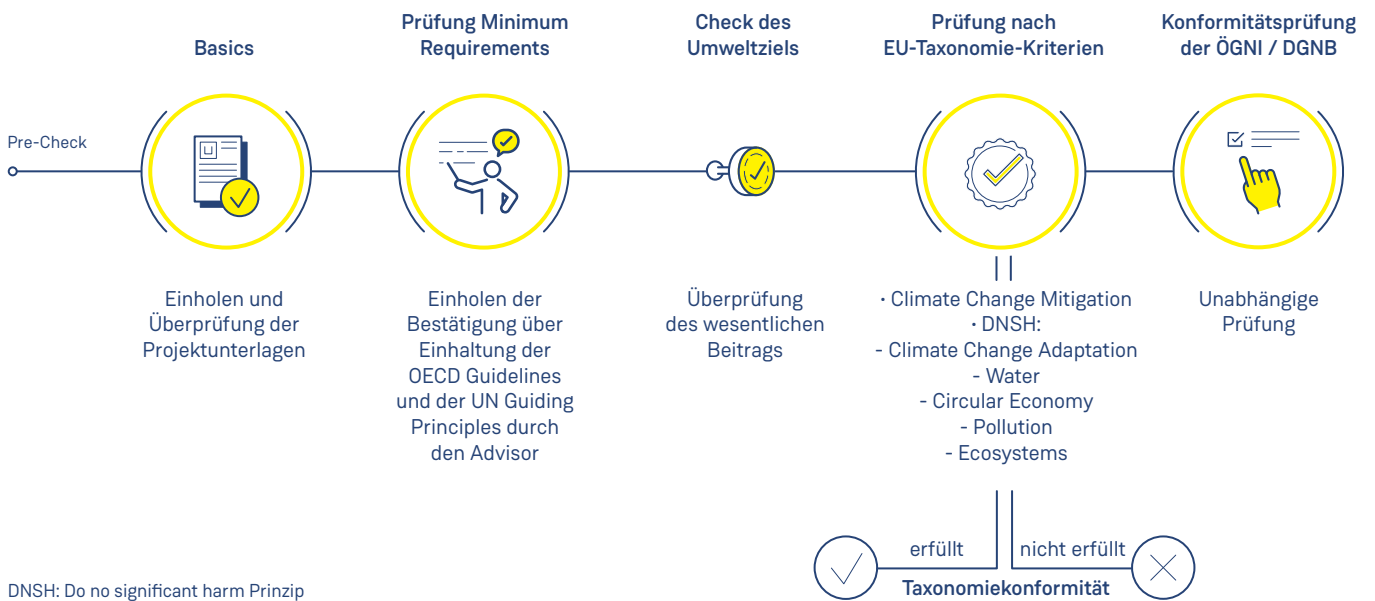 Pre-Check
Basics
Einholen und
Überprüfung der
Projektunterlagen
Prüfung Minimum
Requirements
Einholen der
Bestätigung über
Einhaltung der
OECD Guidelines
und der UN Guiding
Principles durch
den Advisor
Check des
Umweltziels
Überprüfung
des wesentlichen
Beitrags
Prüfung nach
EU-Taxonomie-Kriterien
· Climate Change Mitigation
· DNSH:
- Climate Change Adaptation
- Water
- Circular Economy
- Pollution
- Ecosystems
erfüllt
nicht erfüllt
Taxonomiekonformität
Konformitätsprüfung
der ÖGNI / DGNB
Unabhängige
Prüfung
DNSH: Do no significant harm Prinzip